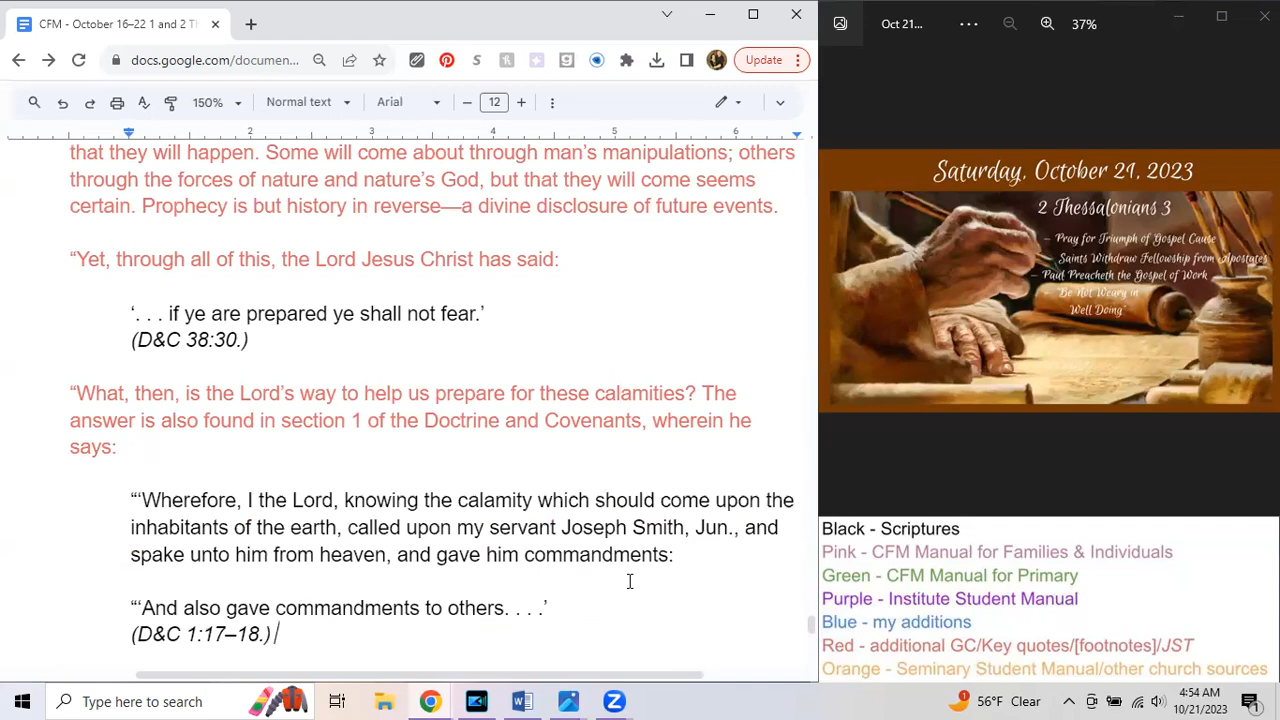 CFM - October 16–22 1 and 2 Th
docs.google.com/documen...
Update
150%
Normal text
Arial
12
2
3
4
5
6
that they will happen. Some will come about through man’s manipulations; others
through the forces of nature and nature’s God, but that they will come seems
certain. Prophecy is but history in reverse—a divine disclosure of future events.
“Yet, through all of this, the Lord Jesus Christ has said:
‘. . . if ye are prepared ye shall not fear.’
(D&C 38:30.)
“What, then, is the Lord’s way to help us prepare for these calamities? The
answer is also found in section 1 of the Doctrine and Covenants, wherein he
says:
“‘Wherefore, I the Lord, knowing the calamity which should come upon the
inhabitants of the earth, called upon my servant Joseph Smith, Jun., and
spake unto him from heaven, and gave him commandments:
“‘And also gave commandments to others. . . .’
(D&C 1:17–18.)
Oct 21...
37%
Saturday, October 21, 2023
2 Thessalonians 3
– Pray for Triumph of Gospel Cause
– Saints Withdraw Fellowship from Apostates
– Paul Preacheth the Gospel of Work
– "Be Not Weary in
Well Doing"
Black - Scriptures
Pink - CFM Manual for Families & Individuals
Green - CFM Manual for Primary
Purple - Institute Student Manual
Blue - my additions
Red - additional GC/Key quotes/[footnotes]/JST
Orange - Seminary Student Manual/other church sources
Type here to search
56°F Clear
4:54 AM
10/21/2023